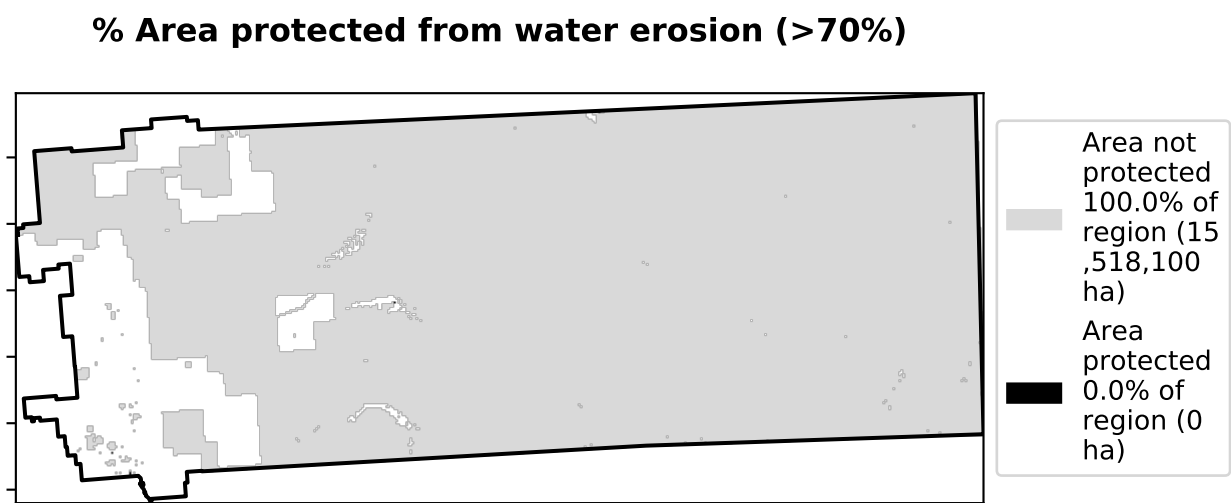 % Area protected from water erosion (>70%)
Area not
protected
100.0% of
region (15
,518,100
ha)
Area
protected
0.0% of
region (0
ha)